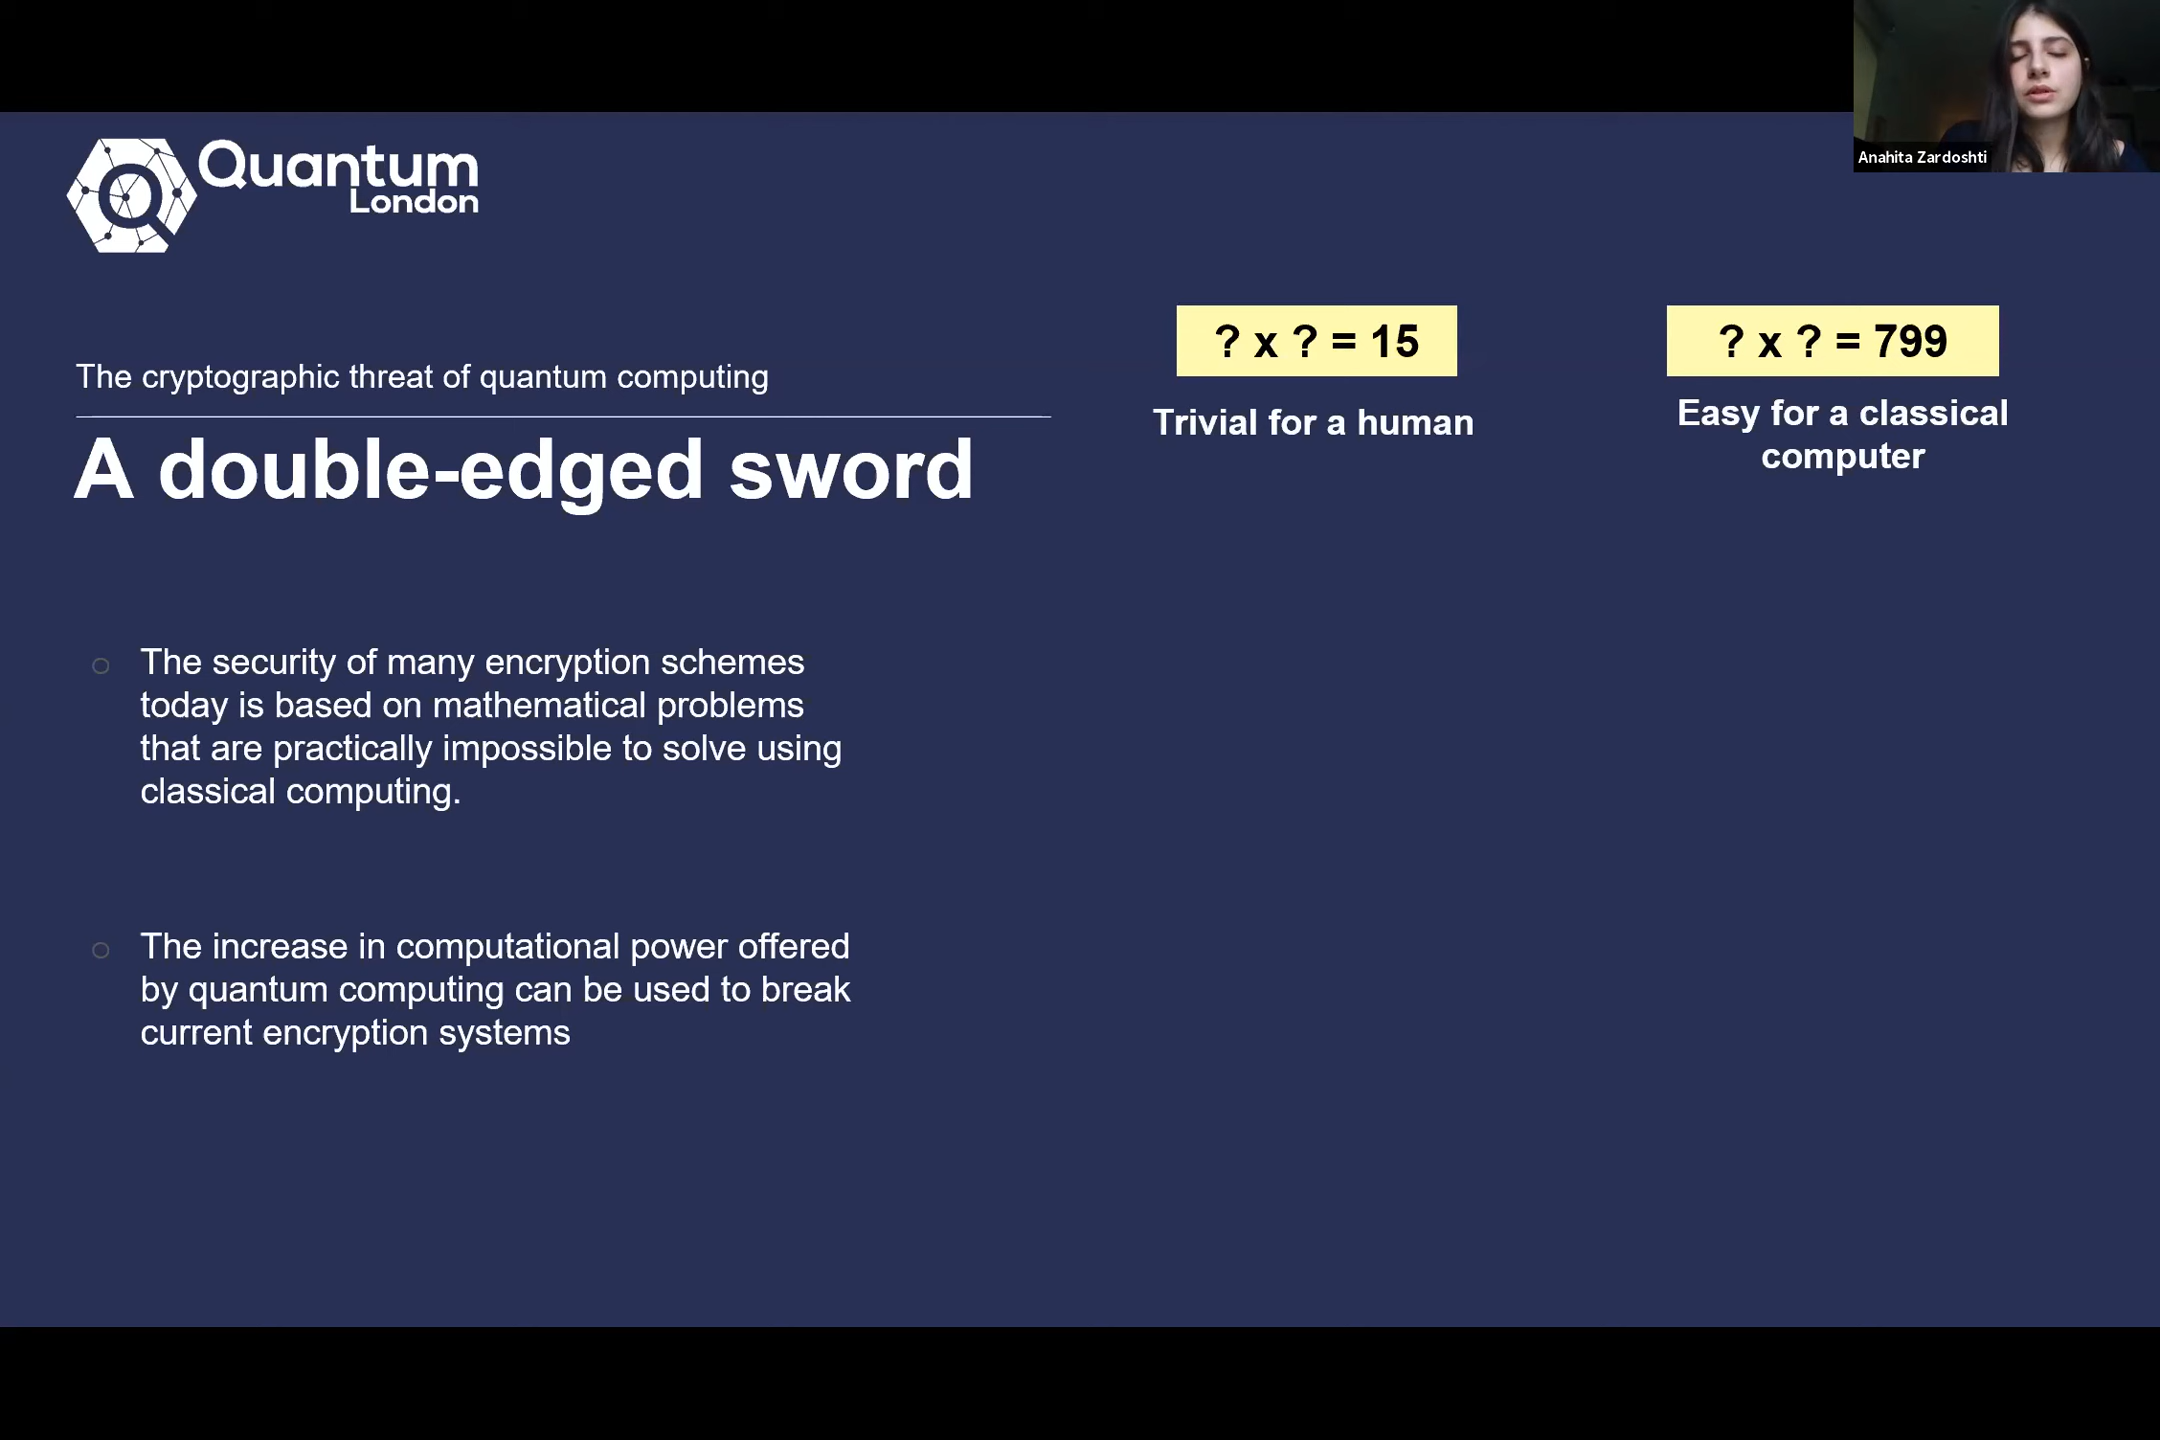 Anahita Zardoshti
Quantum
London
The cryptographic threat of quantum computing
A double-edged sword
? x ? = 15
Trivial for a human
? x ? = 799
Easy for a classical
computer
The security of many encryption schemes
today is based on mathematical problems
that are practically impossible to solve using
classical computing.
The increase in computational power offered
by quantum computing can be used to break
current encryption systems